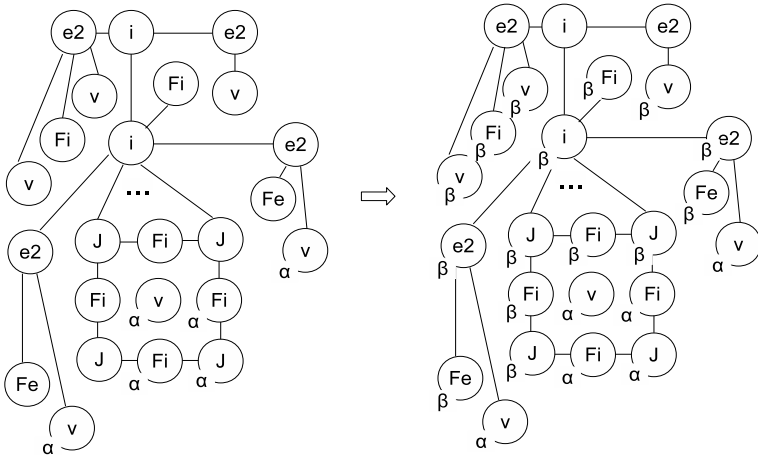 e2 i e2 e2 i e2
Fi v v Fi v β β Fi β v
v Fi i e2 β v β i β β e2
Fe ... Fe β ...
e2 J Fi J v α e2 β J β Fi β J β v α
Fi v α Fi α Fi β v α Fi α
J Fi α J α J β Fi α J α
Fe Fe β
v α v α